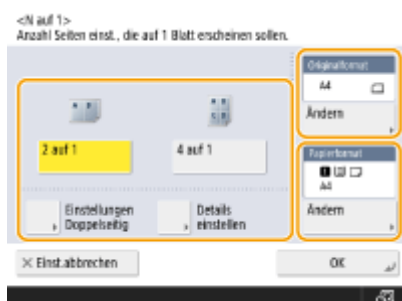 <N auf 1>
Anzahl Seiten einst., die auf 1 Blatt erscheinen sollen.
Originalformat
A4
Ändern
2 auf 1
4 auf 1
Papierformat
1
A4
Ändern
Einstellungen
Doppelseitig
Details
einstellen
× Einst.abbrechen
OK